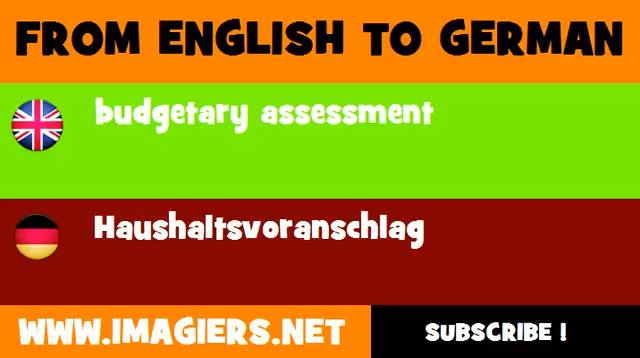 FROM ENGLISH TO GERMAN
budgetary assessment
Haushaltsvoranschlag
WWW.IMAGIERS.NET
SUBSCRIBE !